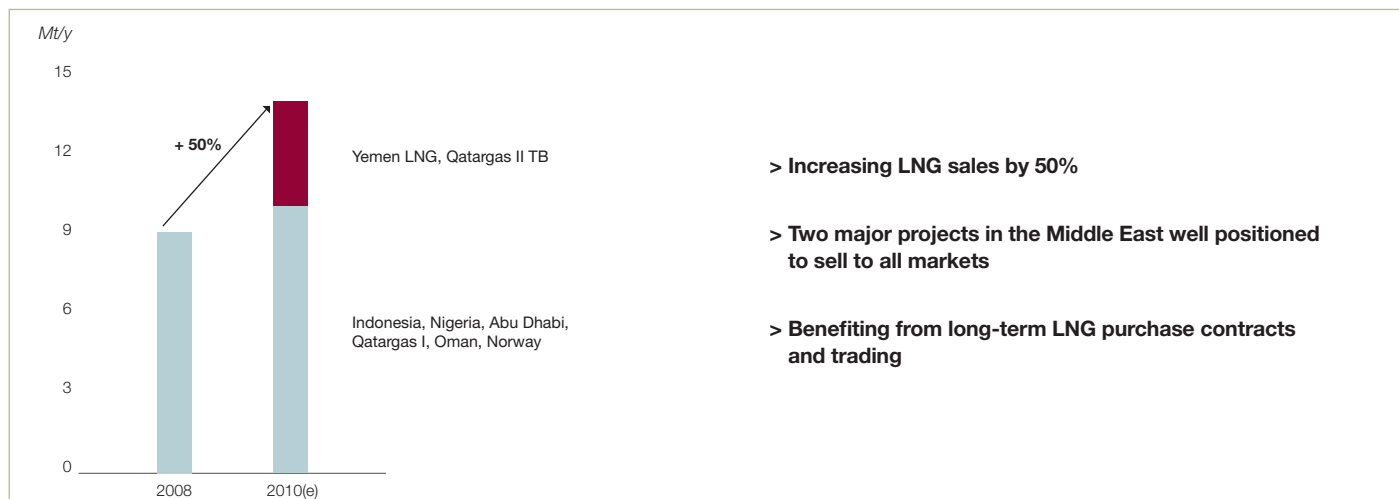 Mt/y
15
12
9
6
3
0
+ 50%
2008
2010(e)
Yemen LNG, Qatargas II TB
Indonesia, Nigeria, Abu Dhabi,
Qatargas I, Oman, Norway
> Increasing LNG sales by 50%
> Two major projects in the Middle East well positioned
to sell to all markets
> Benefiting from long-term LNG purchase contracts
and trading